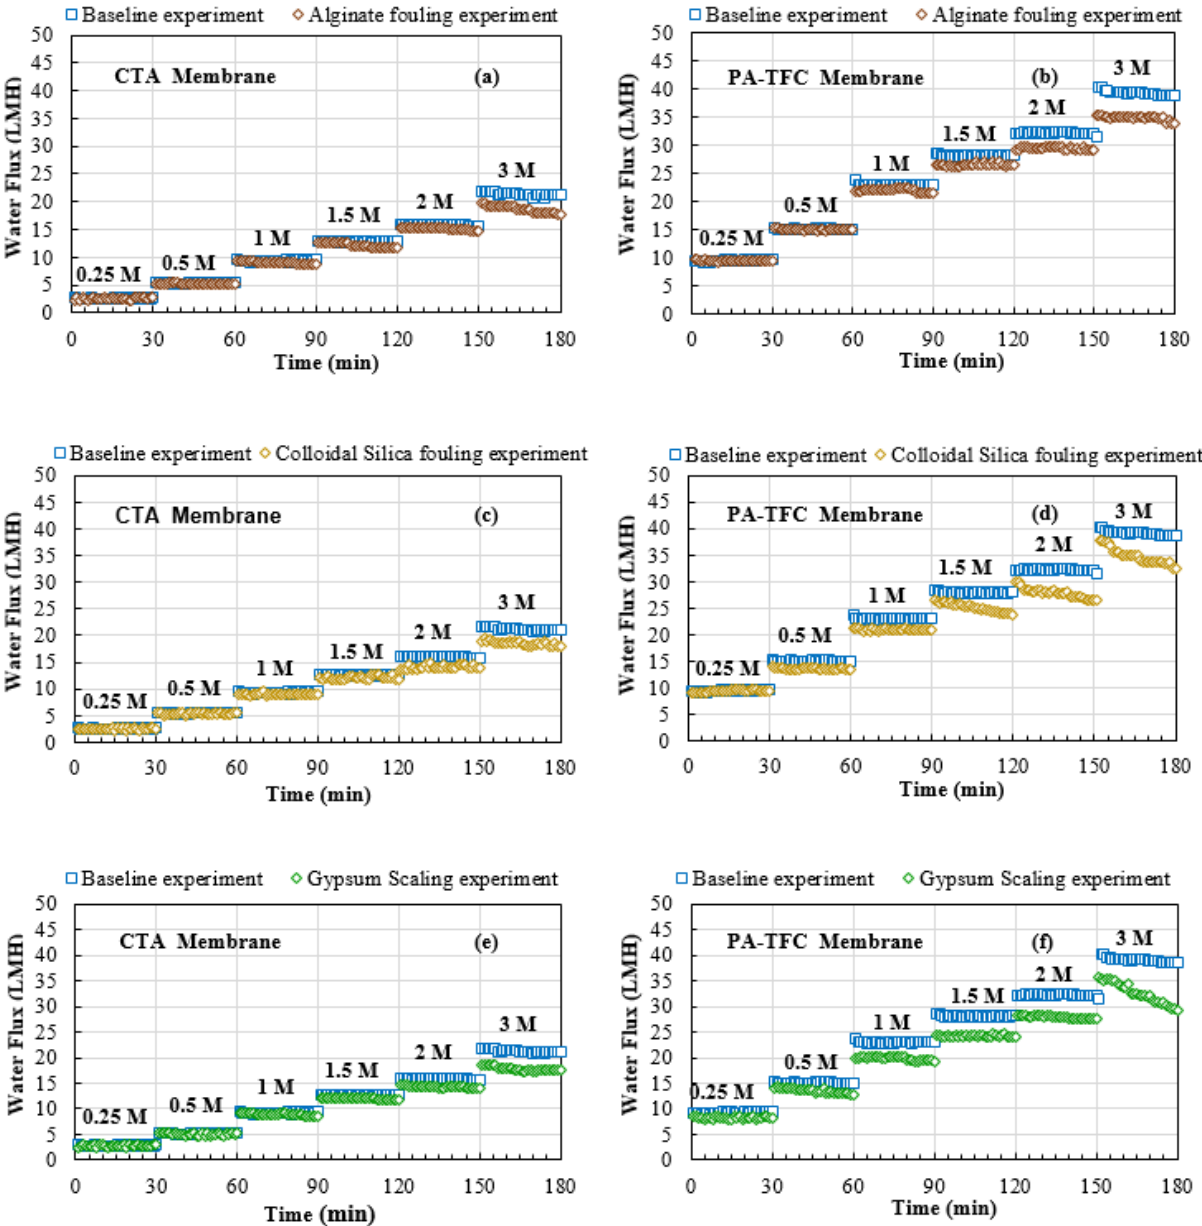 Baseline experiment Alginate fouling experiment
50
45
40
35
30
25
20
15
10
5
0
Water Flux (LMH)
CTA Membrane
(a)
0.25 M
0.5 M
1 M
1.5 M
2 M
3 M
0 30 60 90 120 150 180
Time (min)
Baseline experiment Alginate fouling experiment
50
45
40
35
30
25
20
15
10
5
0
Water Flux (LMH)
PA-TFC Membrane
(b)
0.25 M
0.5 M
1 M
1.5 M
2 M
3 M
0 30 60 90 120 150 180
Time (min)
Baseline experiment Colloidal Silica fouling experiment
50
45
40
35
30
25
20
15
10
5
0
Water Flux (LMH)
CTA Membrane
(c)
0.25 M
0.5 M
1 M
1.5 M
2 M
3 M
0 30 60 90 120 150 180
Time (min)
Baseline experiment Colloidal Silica fouling experiment
50
45
40
35
30
25
20
15
10
5
0
Water Flux (LMH)
PA-TFC Membrane
(d)
0.25 M
0.5 M
1 M
1.5 M
2 M
3 M
0 30 60 90 120 150 180
Time (min)
Baseline experiment Gypsum Scaling experiment
50
45
40
35
30
25
20
15
10
5
0
Water Flux (LMH)
CTA Membrane
(e)
0.25 M
0.5 M
1 M
1.5 M
2 M
3 M
0 30 60 90 120 150 180
Time (min)
Baseline experiment Gypsum Scaling experiment
50
45
40
35
30
25
20
15
10
5
0
Water Flux (LMH)
PA-TFC Membrane
(f)
0.25 M
0.5 M
1 M
1.5 M
2 M
3 M
0 30 60 90 120 150 180
Time (min)